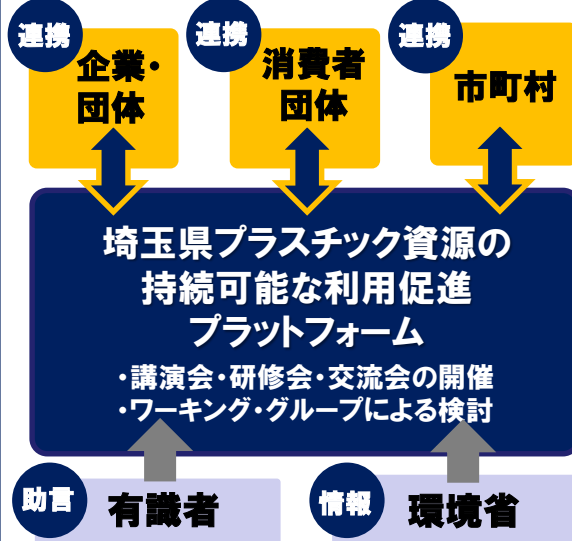 連携
企業・
団体
連携
消費者
団体
連携
市町村
埼玉県プラスチック資源の
持続可能な利用促進
プラットフォーム
・講演会・研修会・交流会の開催
・ワーキング・グループによる検討
助言
有識者
情報
環境省